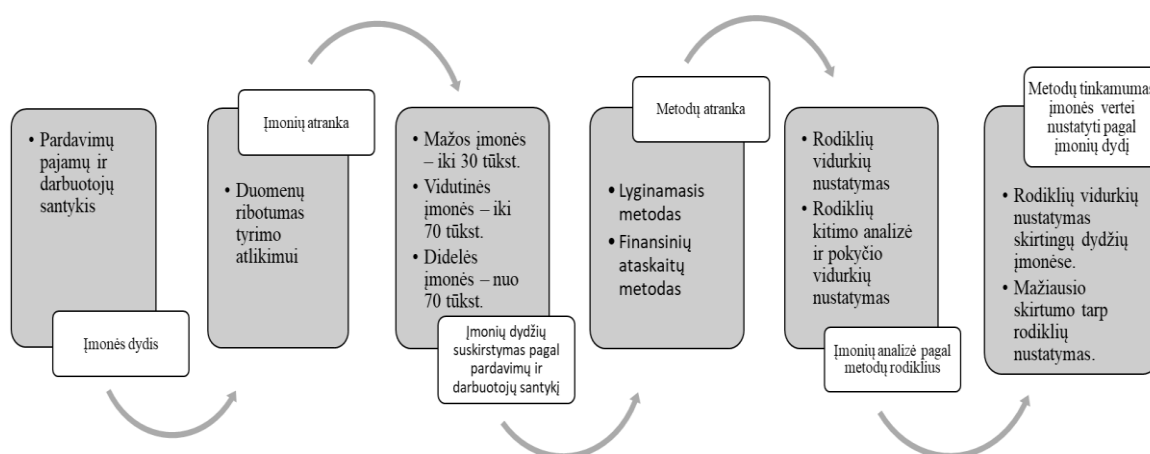 • Pardavimų
pajamų ir
darbuotojų
santykis
Įmonės dydis
Įmonių atranka
• Duomenų
ribotumas
tyrimo
atlikimui
• Mažos įmonės
– iki 30 tūkst.
• Vidutinės
įmonės – iki
70 tūkst.
• Didelės
įmonės – nuo
70 tūkst.
Įmonių dydžių
suskirstymas pagal
pardavimų ir
darbuotojų santykį
Metodų atranka
• Lyginamasis
metodas
• Finansinių
ataskaitų
metodas
• Rodiklių
vidurkių
nustatymas
• Rodiklių
kitimo analizė
ir pokyčio
vidurkių
nustatymas
Įmonių analizė pagal
metodų rodiklius
Metodų tinkamumas
įmonės vertei
nustatyti pagal
įmonių dydį
• Rodiklių vidurkių
nustatymas
skirtingų dydžių
įmonėse.
• Mažiausio
skirtumo tarp
rodiklių
nustatymas.